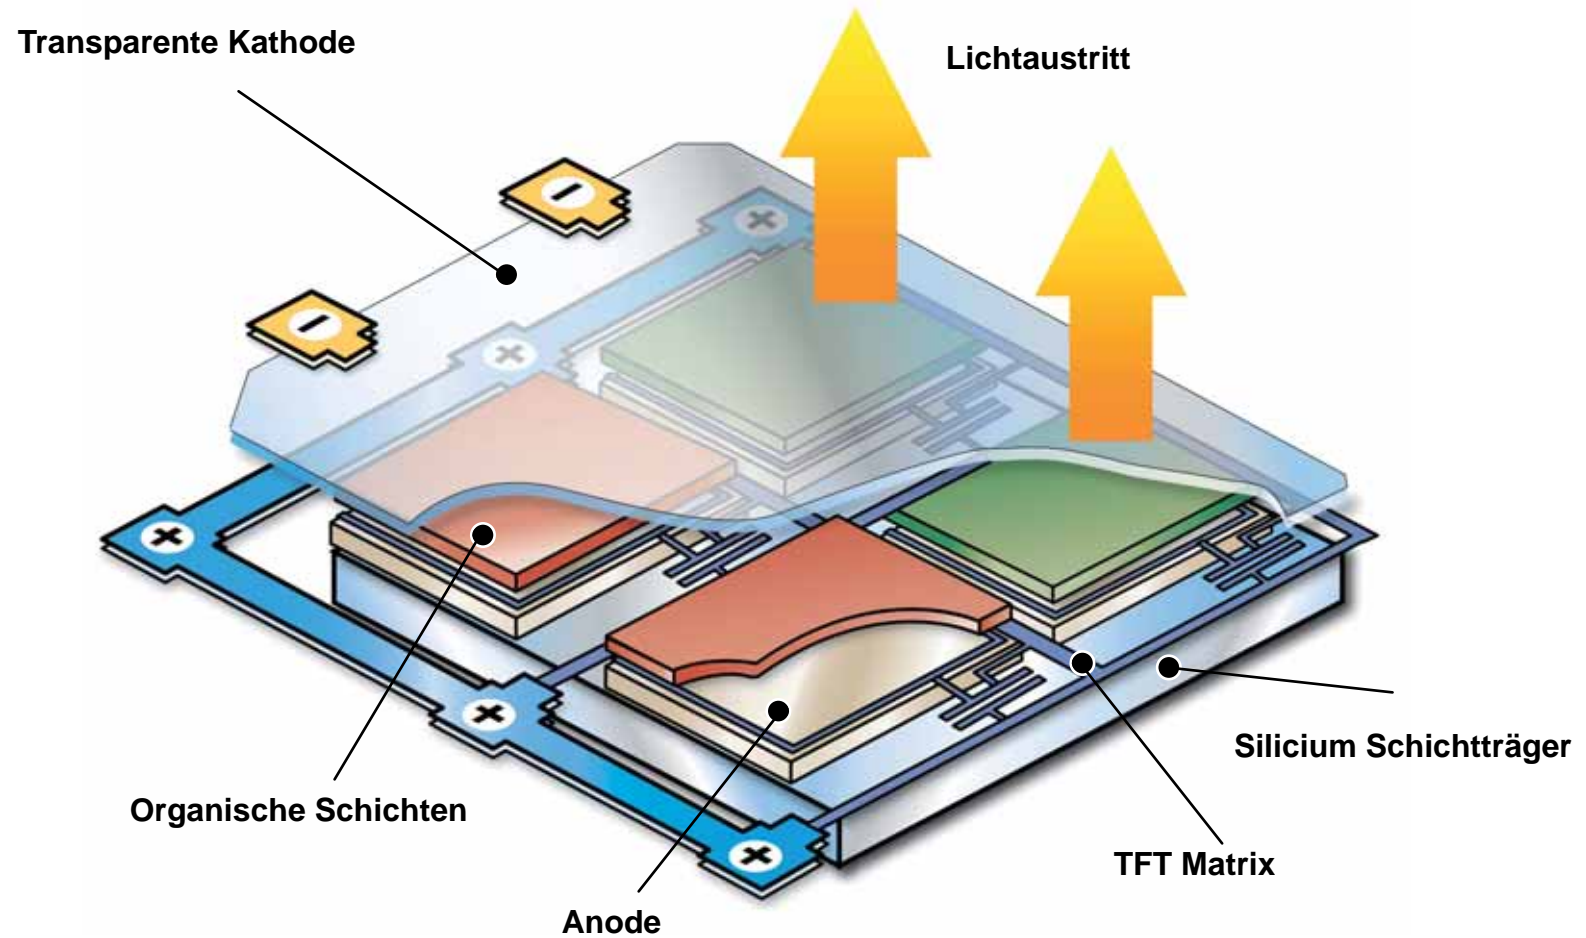 Transparente Kathode
Lichtaustritt
Silicium Schichtträger
Organische Schichten
TFT Matrix
Anode